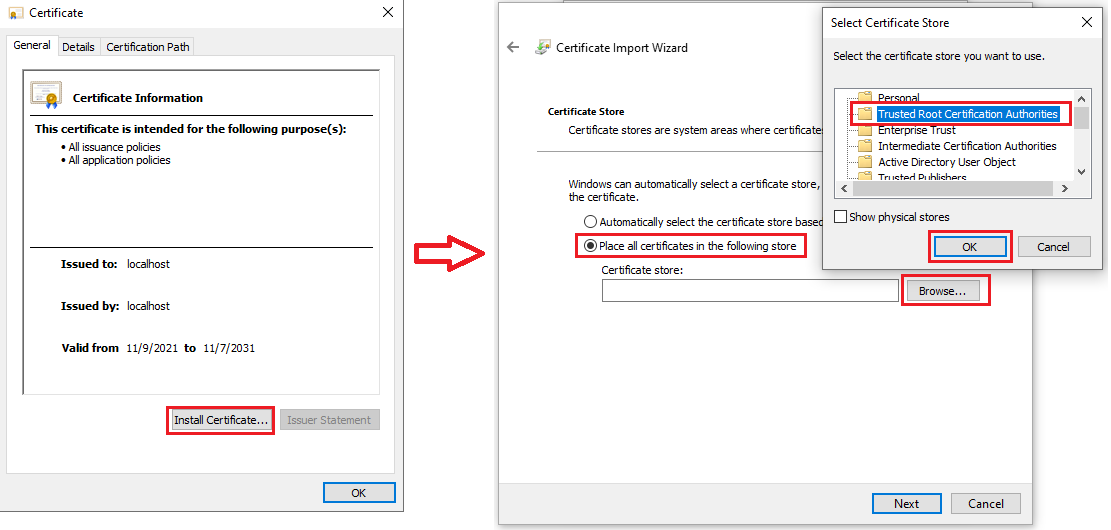 Certificate
General
Details
Certification Path
Certificate Information
This certificate is intended for the following purpose(s):
• All issuance policies
• All application policies
Issued to: localhost
Issued by: localhost
Valid from 11/9/2021 to 11/7/2031
Install Certificate...
Issuer Statement
OK
Certificate Import Wizard
Certificate Store
Certificate stores are system areas where certificates
Windows can automatically select a certificate store,
the certificate.
Automatically select the certificate store based
Place all certificates in the following store
Certificate store:
Browse...
Next
Cancel
Select Certificate Store
Select the certificate store you want to use.
Personal
Trusted Root Certification Authorities
Enterprise Trust
Intermediate Certification Authorities
Active Directory User Object
Trusted Publishers
Show physical stores
OK
Cancel